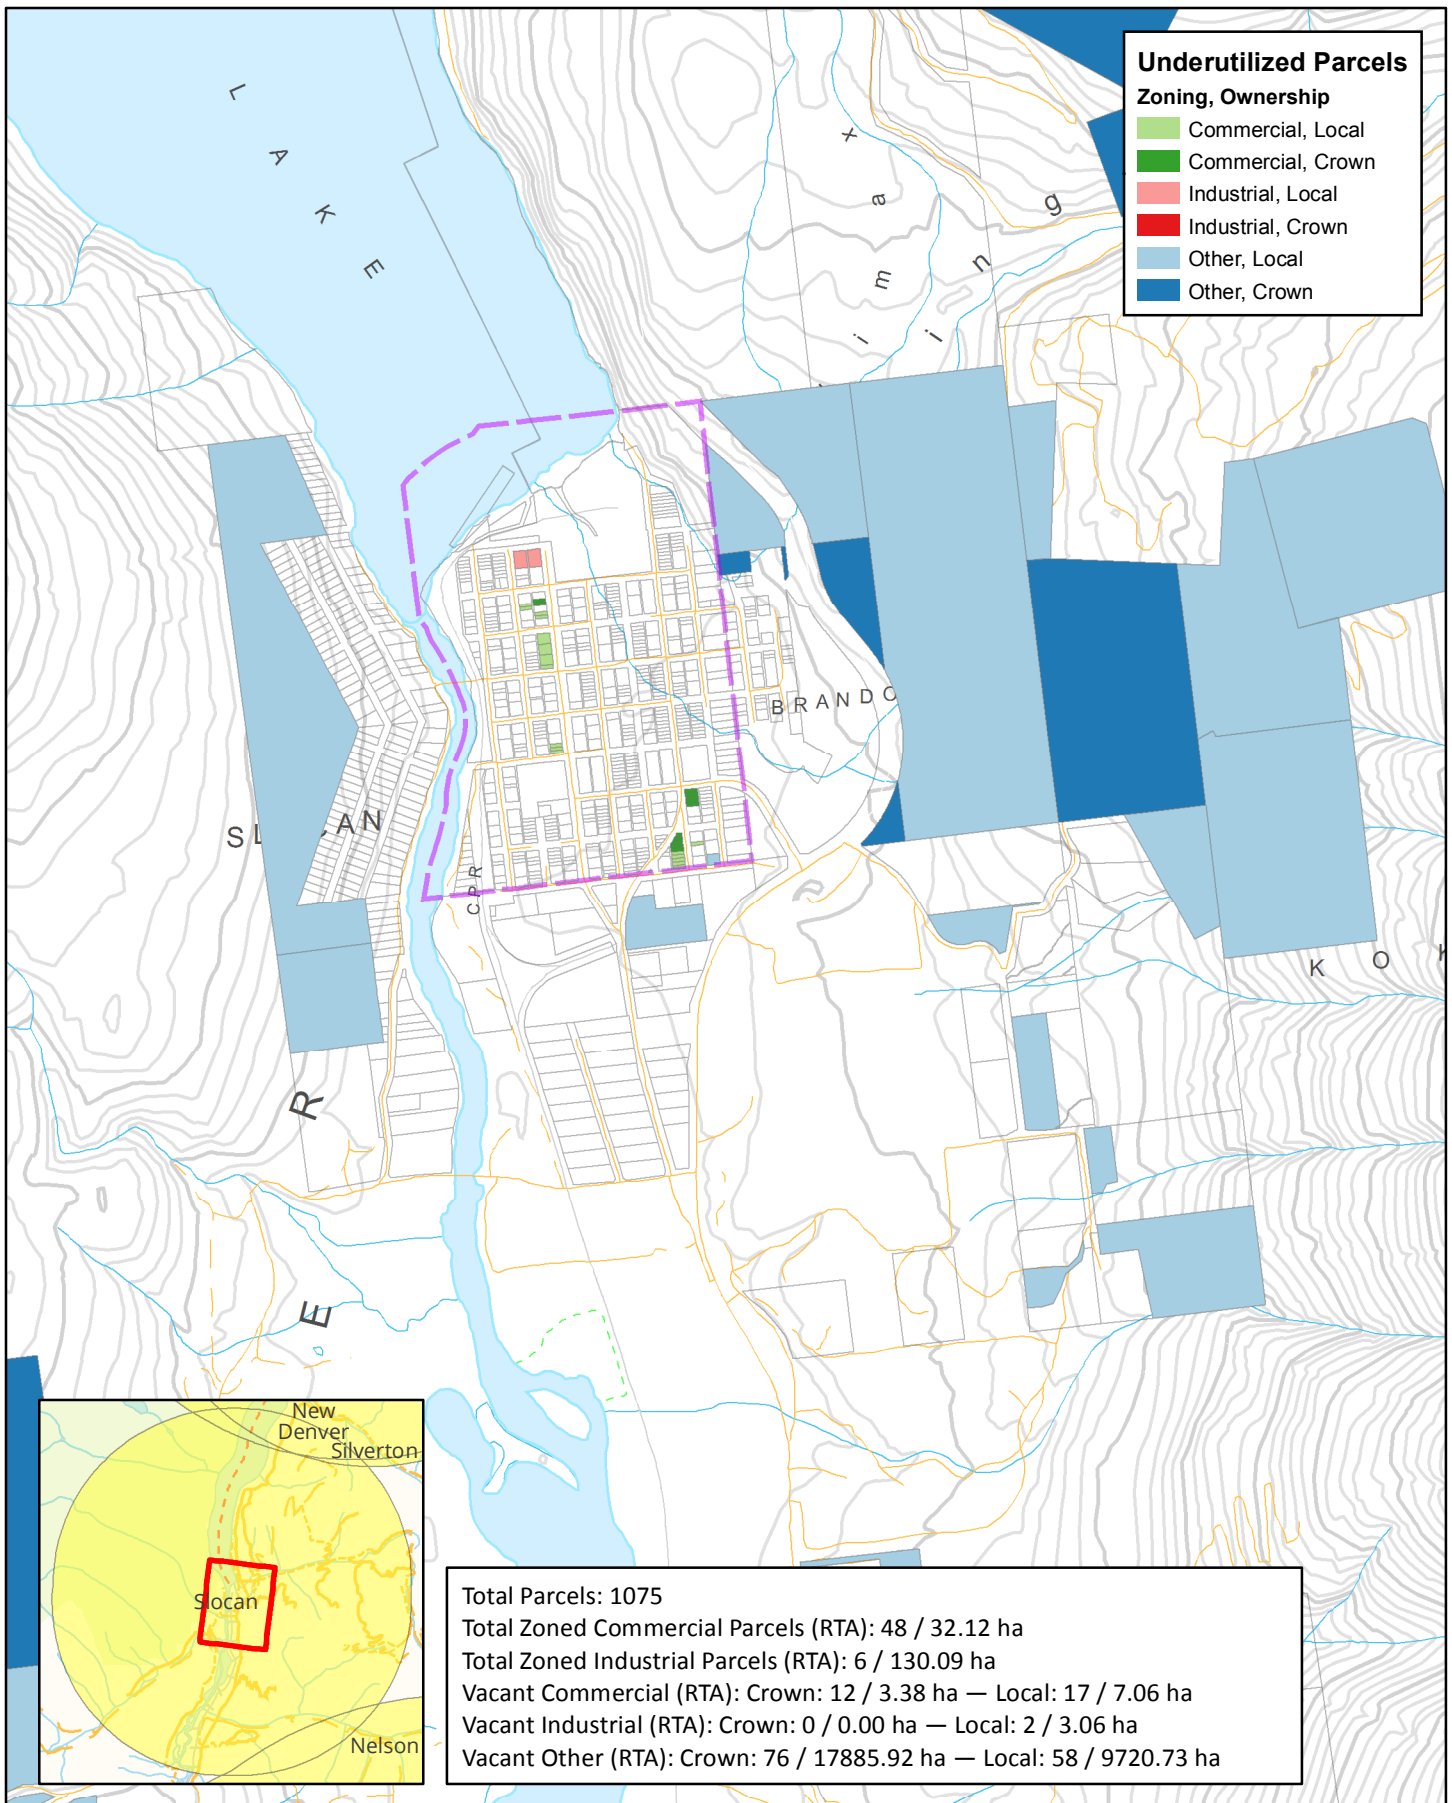 Underutilized Parcels
Zoning, Ownership
Commercial, Local
Commercial, Crown
Industrial, Local
Industrial, Crown
Other, Local
Other, Crown
L A K E
x a m i
g n i
BRANDO
SL CAN
CPR
K O K
R E
New
Denver
Silverton
Slocan
Nelson
Total Parcels: 1075
Total Zoned Commercial Parcels (RTA): 48 / 32.12 ha
Total Zoned Industrial Parcels (RTA): 6 / 130.09 ha
Vacant Commercial (RTA): Crown: 12 / 3.38 ha — Local: 17 / 7.06 ha
Vacant Industrial (RTA): Crown: 0 / 0.00 ha — Local: 2 / 3.06 ha
Vacant Other (RTA): Crown: 76 / 17885.92 ha — Local: 58 / 9720.73 ha